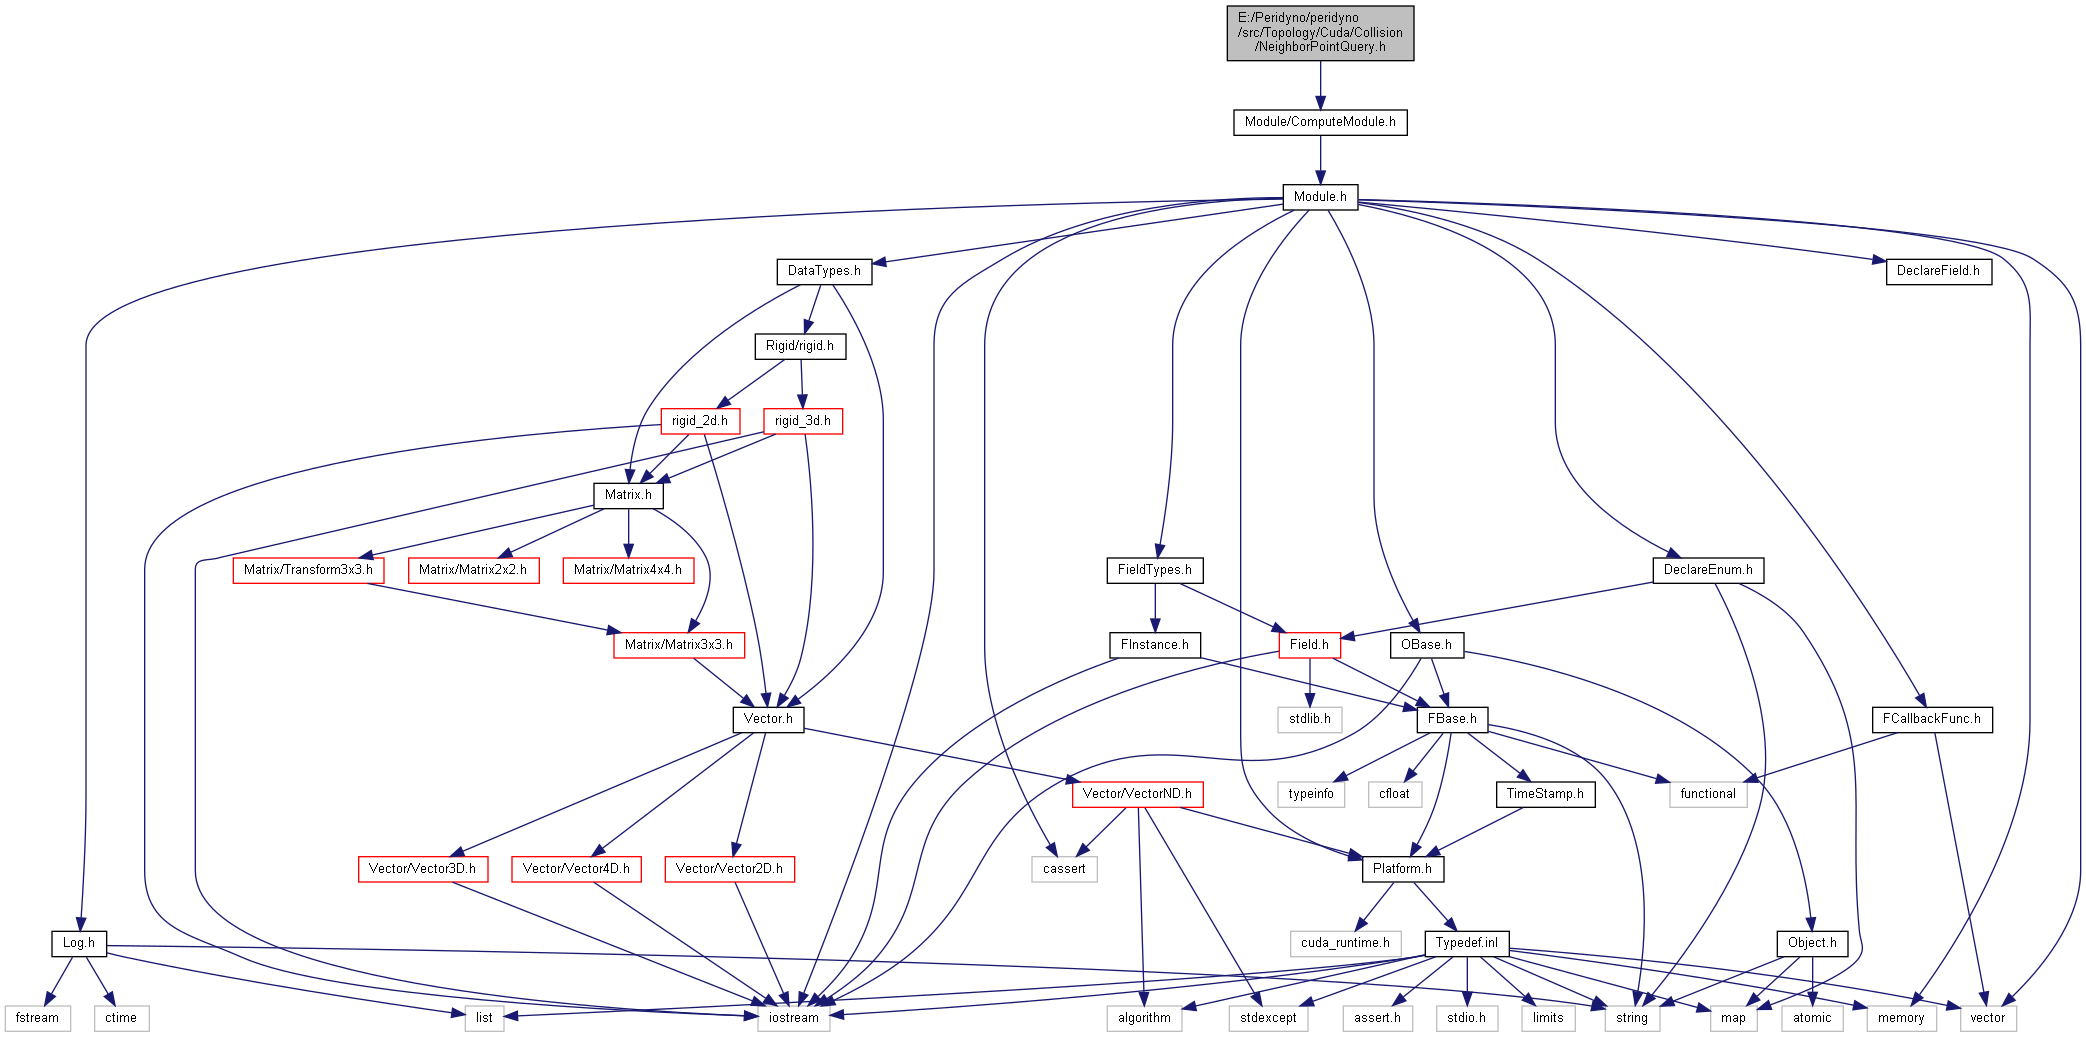 E:/Peridyno/peridyno
/src/Topology/Cuda/Collision
/NeighborPointQuery.h
Module/ComputeModule.h
Module.h
DataTypes.h
DeclareField.h
Rigid/rigid.h
rigid_2d.h
rigid_3d.h
Matrix.h
Matrix/Transform3x3.h
Matrix/Matrix2x2.h
Matrix/Matrix4x4.h
FieldTypes.h
DeclareEnum.h
Matrix/Matrix3x3.h
FInstance.h
Field.h
OBase.h
Vector.h
stdlib.h
FBase.h
FCallbackFunc.h
Vector/VectorND.h
typeinfo
cfloat
TimeStamp.h
functional
Vector/Vector3D.h
Vector/Vector4D.h
Vector/Vector2D.h
cassert
Platform.h
Log.h
cuda_runtime.h
Typedef.inl
Object.h
fstream
ctime
list
iostream
algorithm
stdexcept
assert.h
stdio.h
limits
string
map
atomic
memory
vector